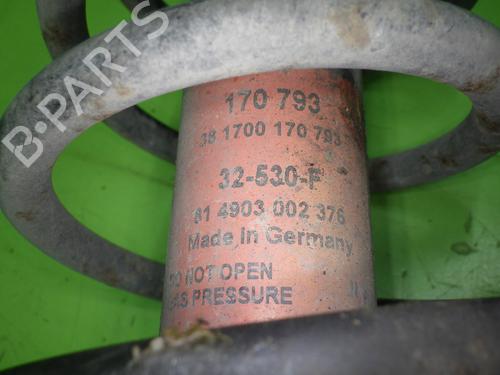 B-PARTS
170 793
38 1700 170 793
32-530-F
81 4903 002 376
Made in Germany
DO NOT OPEN
GAS PRESSURE